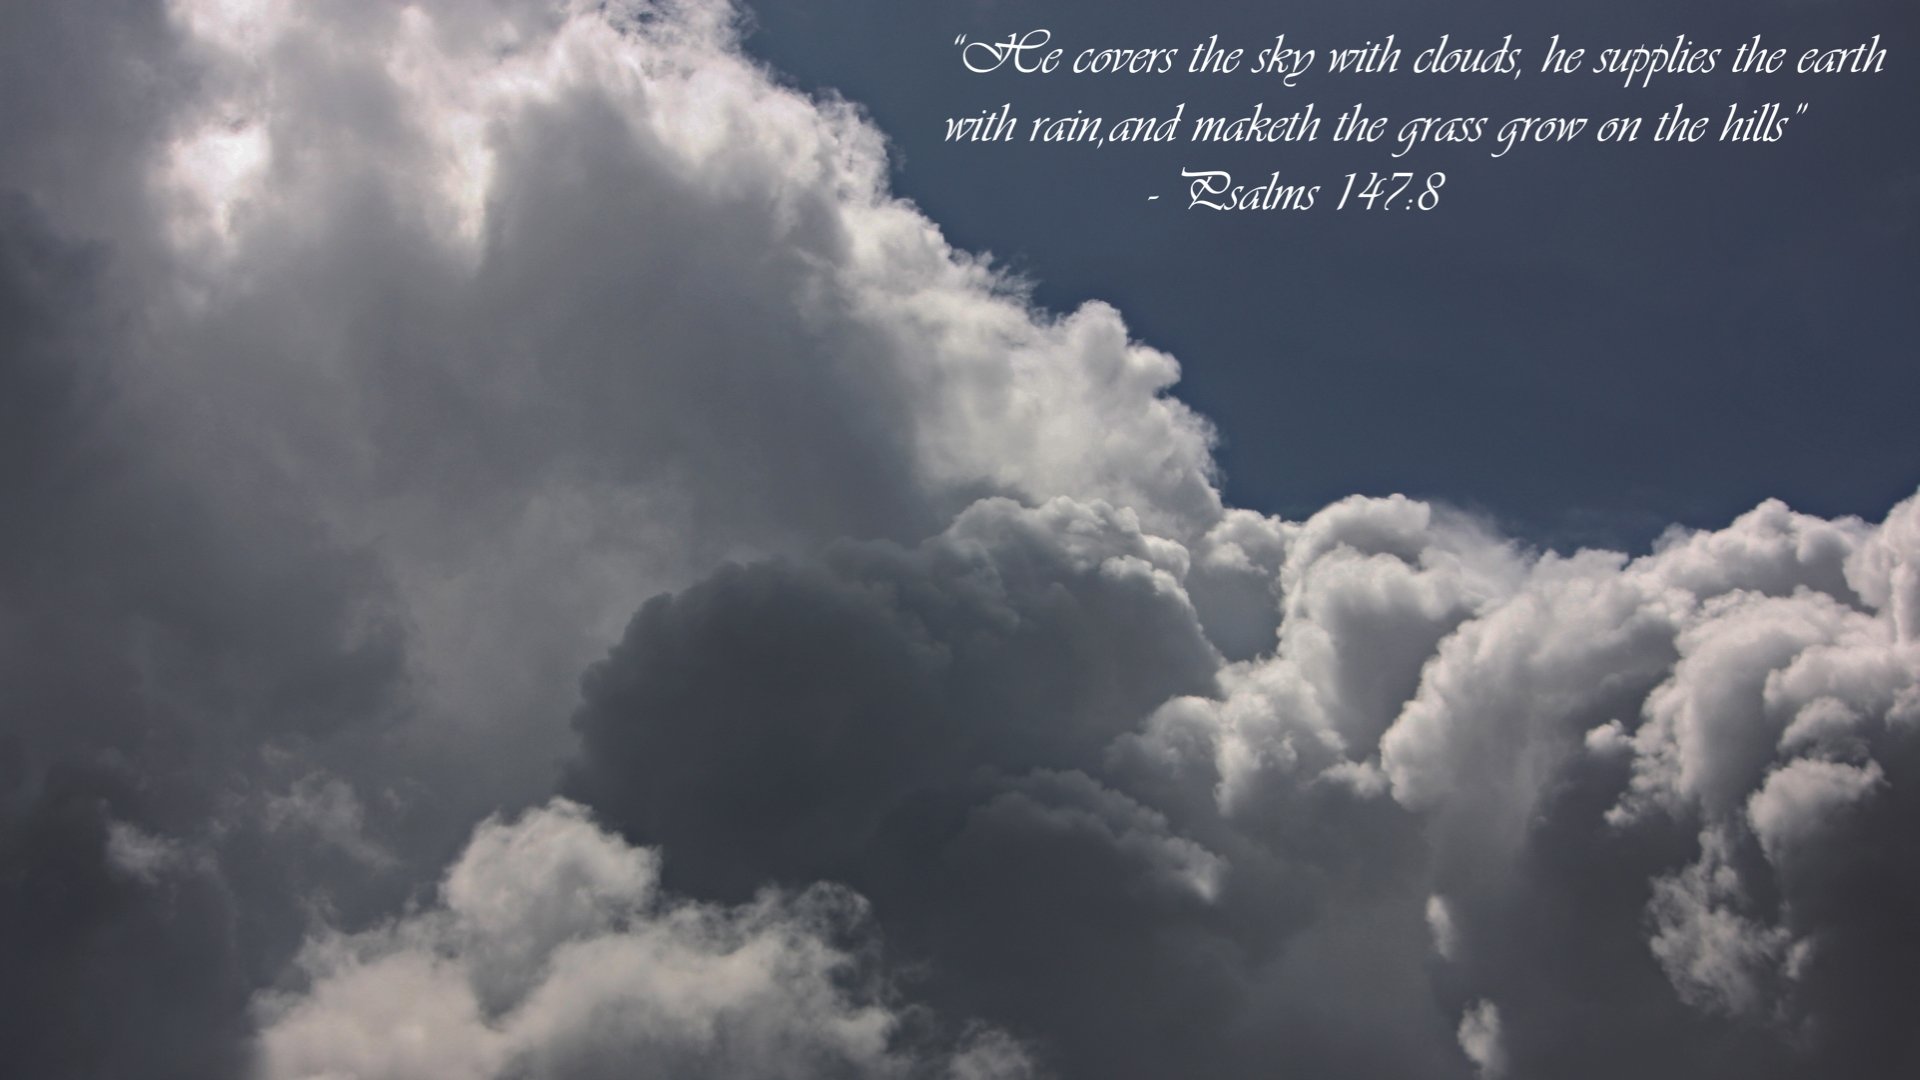 "He covers the sky with clouds, he supplies the earth
with rain,and maketh the grass grow on the hills"
- Psalms 147:8